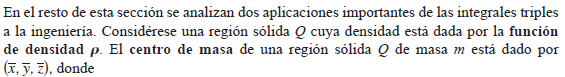 En el resto de esta sección se analizan dos aplicaciones importantes de las integrales triples
a la ingeniería. Considérese una región sólida Q cuya densidad está dada por la función
de densidad ρ. El centro de masa de una región sólida Q de masa m está dado por
(x̅, y̅, z̅), donde